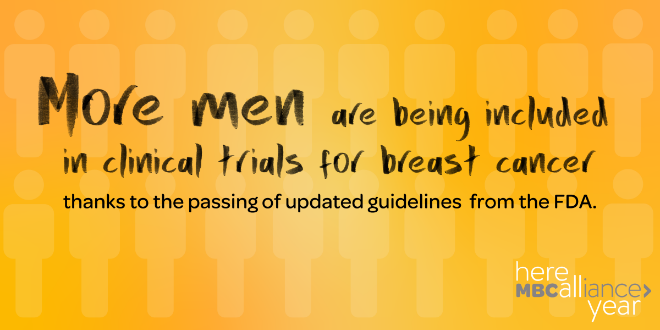 More men are being included
in clinical trials for breast cancer
thanks to the passing of updated guidelines from the FDA.
here
MBCalliance>
year